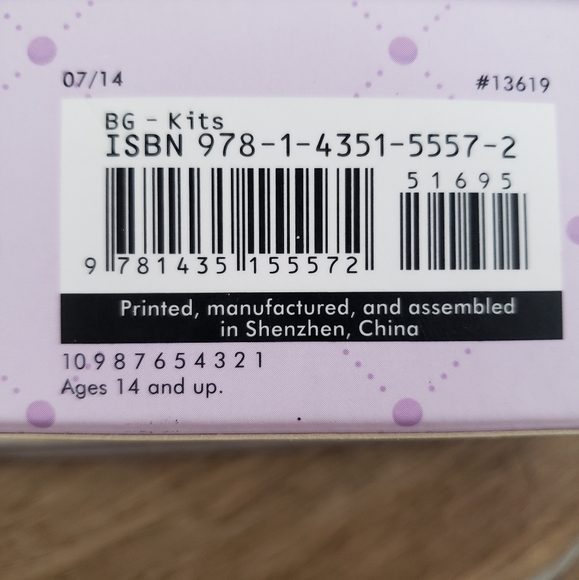 07/14
#13619
BG - Kits
ISBN 978-1-4351-5557-2
51695
9 781435 155572
Printed, manufactured, and assembled
in Shenzhen, China
10 9 8 7 6 5 4 3 2 1
Ages 14 and up.